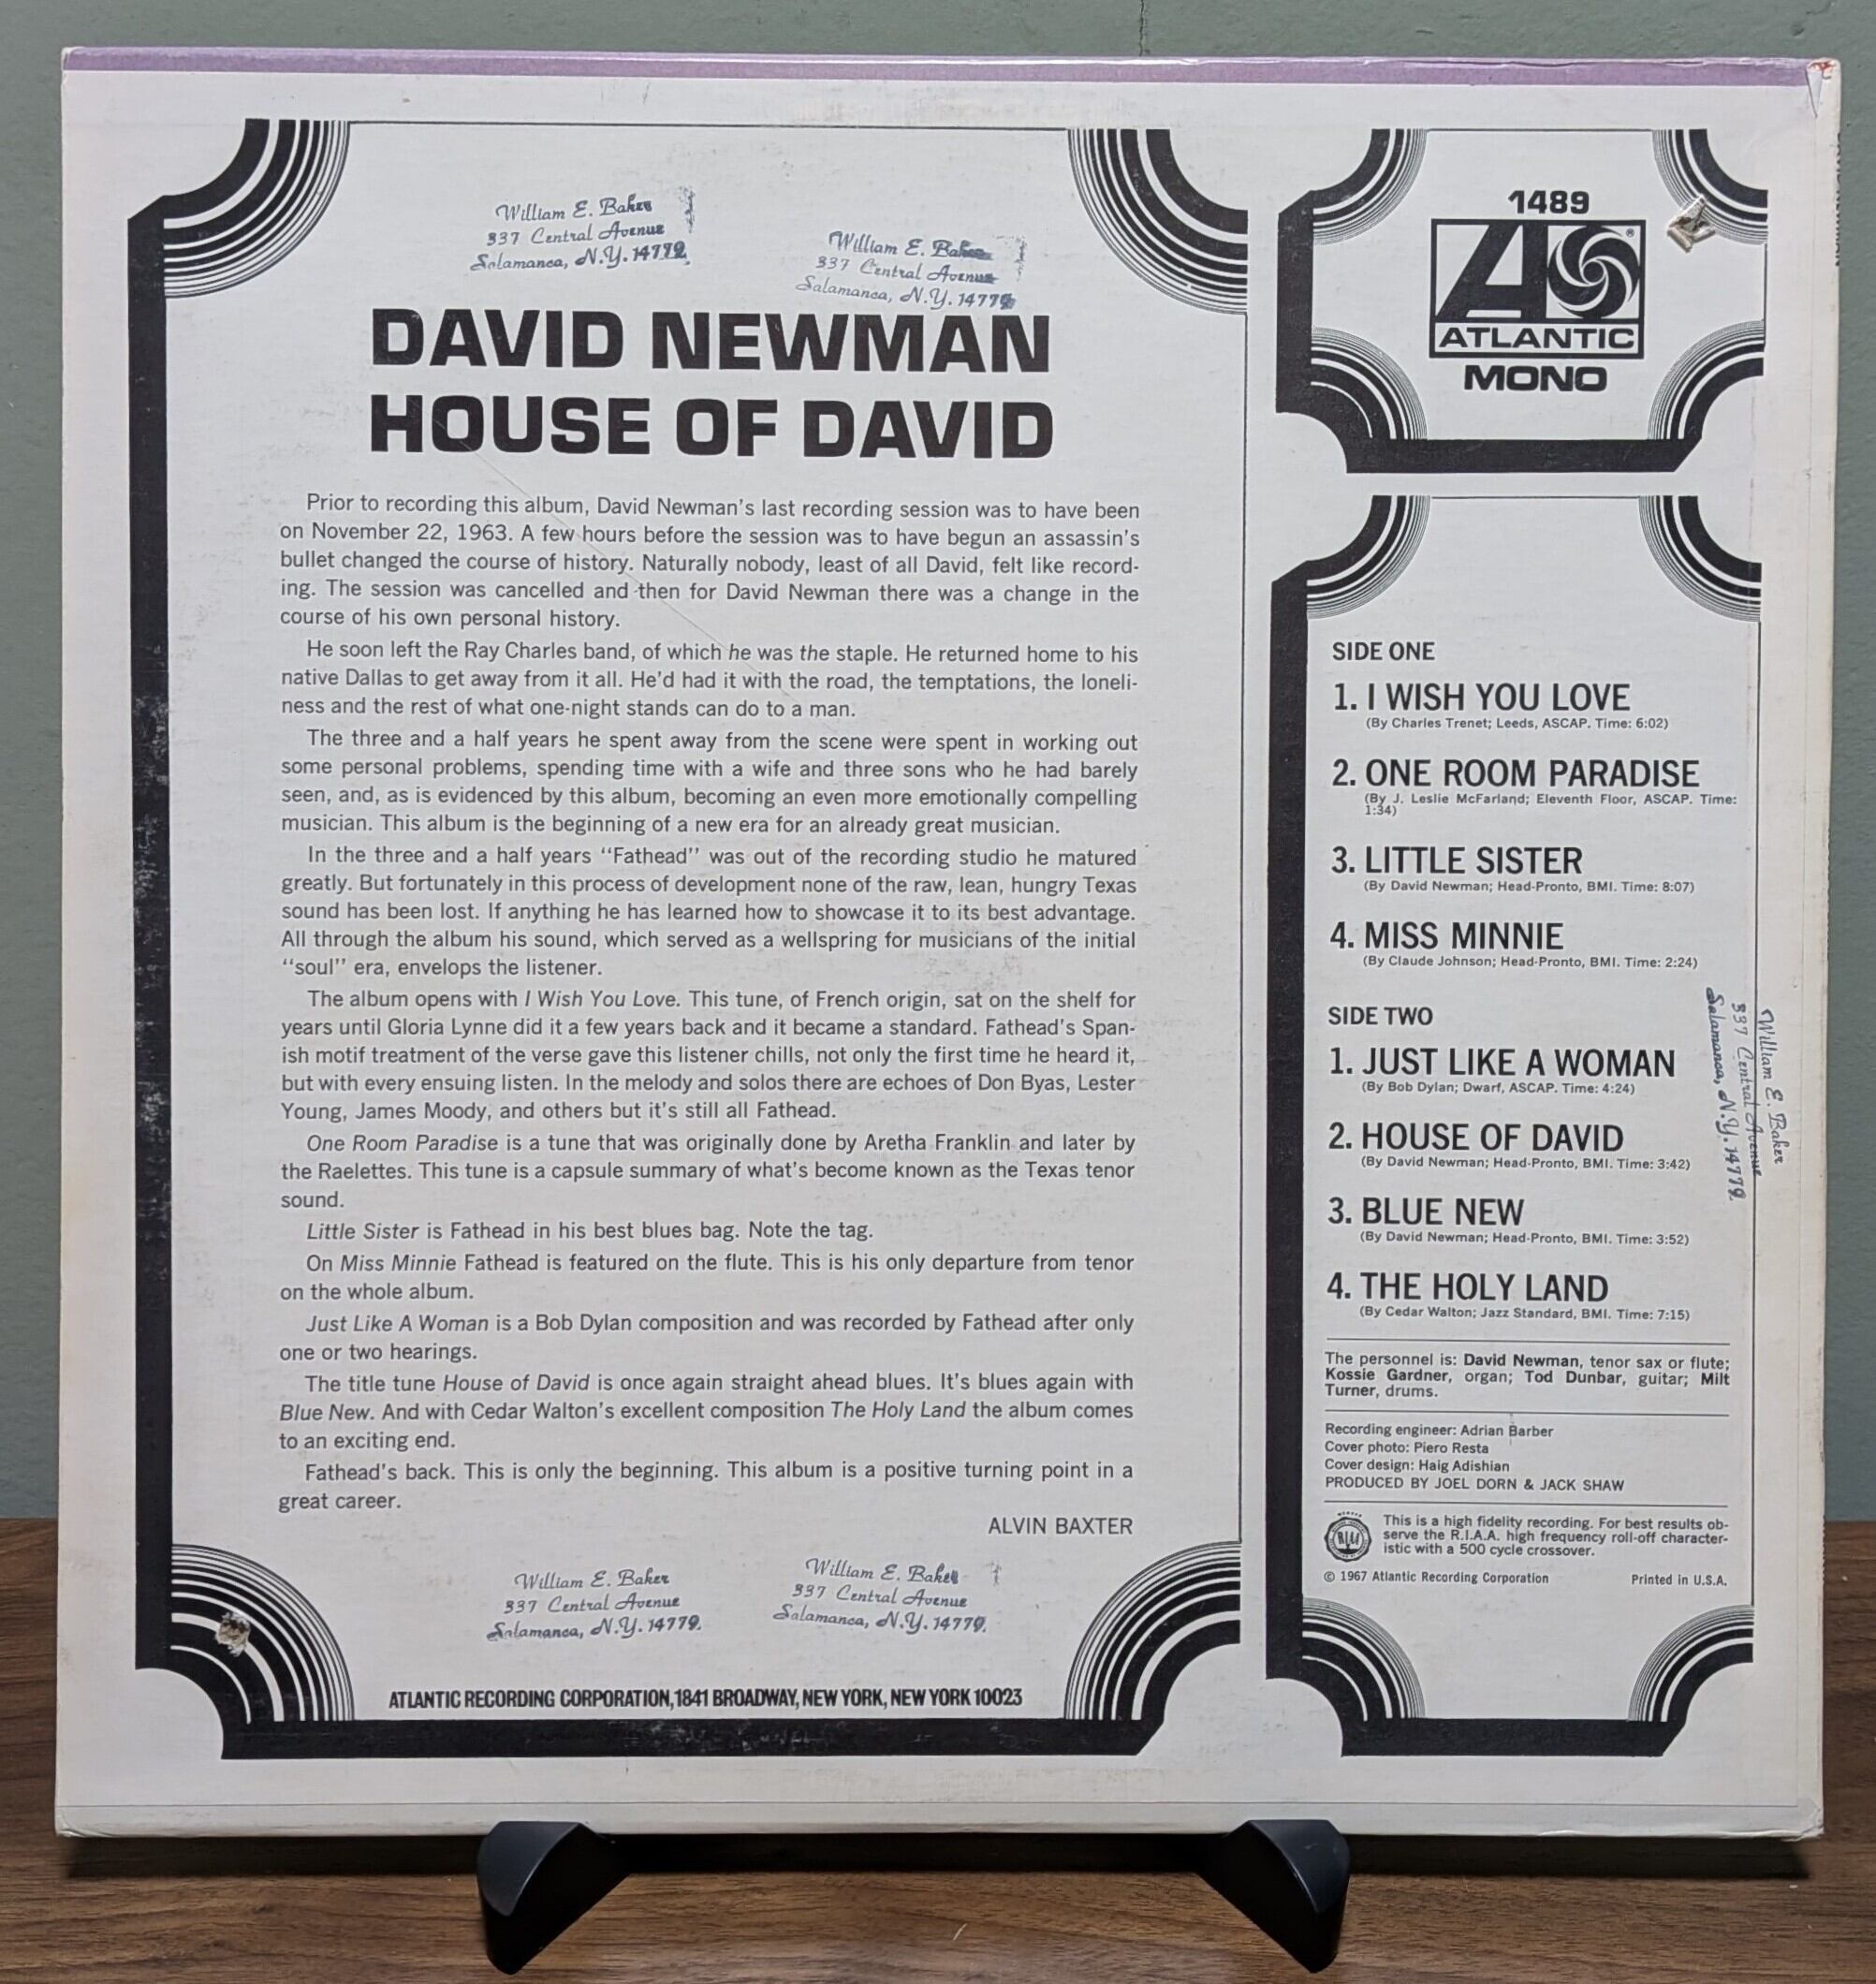 William E. Baker
337 Central Avenue
Salamanca, N.Y. 14779
William E. Baker
337 Central Avenue
Salamanca, N.Y. 14779
DAVID NEWMAN
HOUSE OF DAVID
Prior to recording this album, David Newman's last recording session was to have been
on November 22, 1963. A few hours before the session was to have begun an assassin's
bullet changed the course of history. Naturally nobody, least of all David, felt like record-
ing. The session was cancelled and then for David Newman there was a change in the
course of his own personal history.
He soon left the Ray Charles band, of which he was the staple. He returned home to his
native Dallas to get away from it all. He'd had it with the road, the temptations, the loneli-
ness and the rest of what one-night stands can do to a man.
The three and a half years he spent away from the scene were spent in working out
some personal problems, spending time with a wife and three sons who he had barely
seen, and, as is evidenced by this album, becoming an even more emotionally compelling
musician. This album is the beginning of a new era for an already great musician.
In the three and a half years "Fathead" was out of the recording studio he matured
greatly. But fortunately in this process of development none of the raw, lean, hungry Texas
sound has been lost. If anything he has learned how to showcase it to its best advantage.
All through the album his sound, which served as a wellspring for musicians of the initial
"soul" era, envelops the listener.
The album opens with I Wish You Love. This tune, of French origin, sat on the shelf for
years until Gloria Lynne did it a few years back and it became a standard. Fathead's Span-
ish motif treatment of the verse gave this listener chills, not only the first time he heard it,
but with every ensuing listen. In the melody and solos there are echoes of Don Byas, Lester
Young, James Moody, and others but it's still all Fathead.
One Room Paradise is a tune that was originally done by Aretha Franklin and later by
the Raelettes. This tune is a capsule summary of what's become known as the Texas tenor
sound.
Little Sister is Fathead in his best blues bag. Note the tag.
On Miss Minnie Fathead is featured on the flute. This is his only departure from tenor
on the whole album.
Just Like A Woman is a Bob Dylan composition and was recorded by Fathead after only
one or two hearings.
The title tune House of David is once again straight ahead blues. It's blues again with
Blue New. And with Cedar Walton's excellent composition The Holy Land the album comes
to an exciting end.
Fathead's back. This is only the beginning. This album is a positive turning point in a
great career.
ALVIN BAXTER
William E. Baker
337 Central Avenue
Salamanca, N.Y. 14779.
William E. Baker
337 Central Avenue
Salamanca, N.Y. 14779.
ATLANTIC RECORDING CORPORATION, 1841 BROADWAY, NEW YORK, NEW YORK 10023
1489
®
ATLANTIC
MONO
SIDE ONE
1. I WISH YOU LOVE
(By Charles Trenet; Leeds, ASCAP. Time: 6:02)
2. ONE ROOM PARADISE
(By J. Leslie McFarland; Eleventh Floor, ASCAP. Time:
1:34)
3. LITTLE SISTER
(By David Newman; Head-Pronto, BMI. Time: 8:07)
4. MISS MINNIE
(By Claude Johnson; Head-Pronto, BMI. Time: 2:24)
SIDE TWO
1. JUST LIKE A WOMAN
(By Bob Dylan; Dwarf, ASCAP. Time: 4:24)
2. HOUSE OF DAVID
(By David Newman; Head-Pronto, BMI. Time: 3:42)
3. BLUE NEW
(By David Newman; Head-Pronto, BMI. Time: 3:52)
4. THE HOLY LAND
(By Cedar Walton; Jazz Standard, BMI. Time: 7:15)
William E. Baker
337 Central Avenue
Salamanca, N.Y. 14779.
The personnel is: David Newman, tenor sax or flute;
Kossie Gardner, organ; Tod Dunbar, guitar; Milt
Turner, drums.
Recording engineer: Adrian Barber
Cover photo: Piero Resta
Cover design: Haig Adishian
PRODUCED BY JOEL DORN & JACK SHAW
RIAA
This is a high fidelity recording. For best results ob-
serve the R.I.A.A. high frequency roll-off character-
istic with a 500 cycle crossover.
© 1967 Atlantic Recording Corporation
Printed in U.S.A.